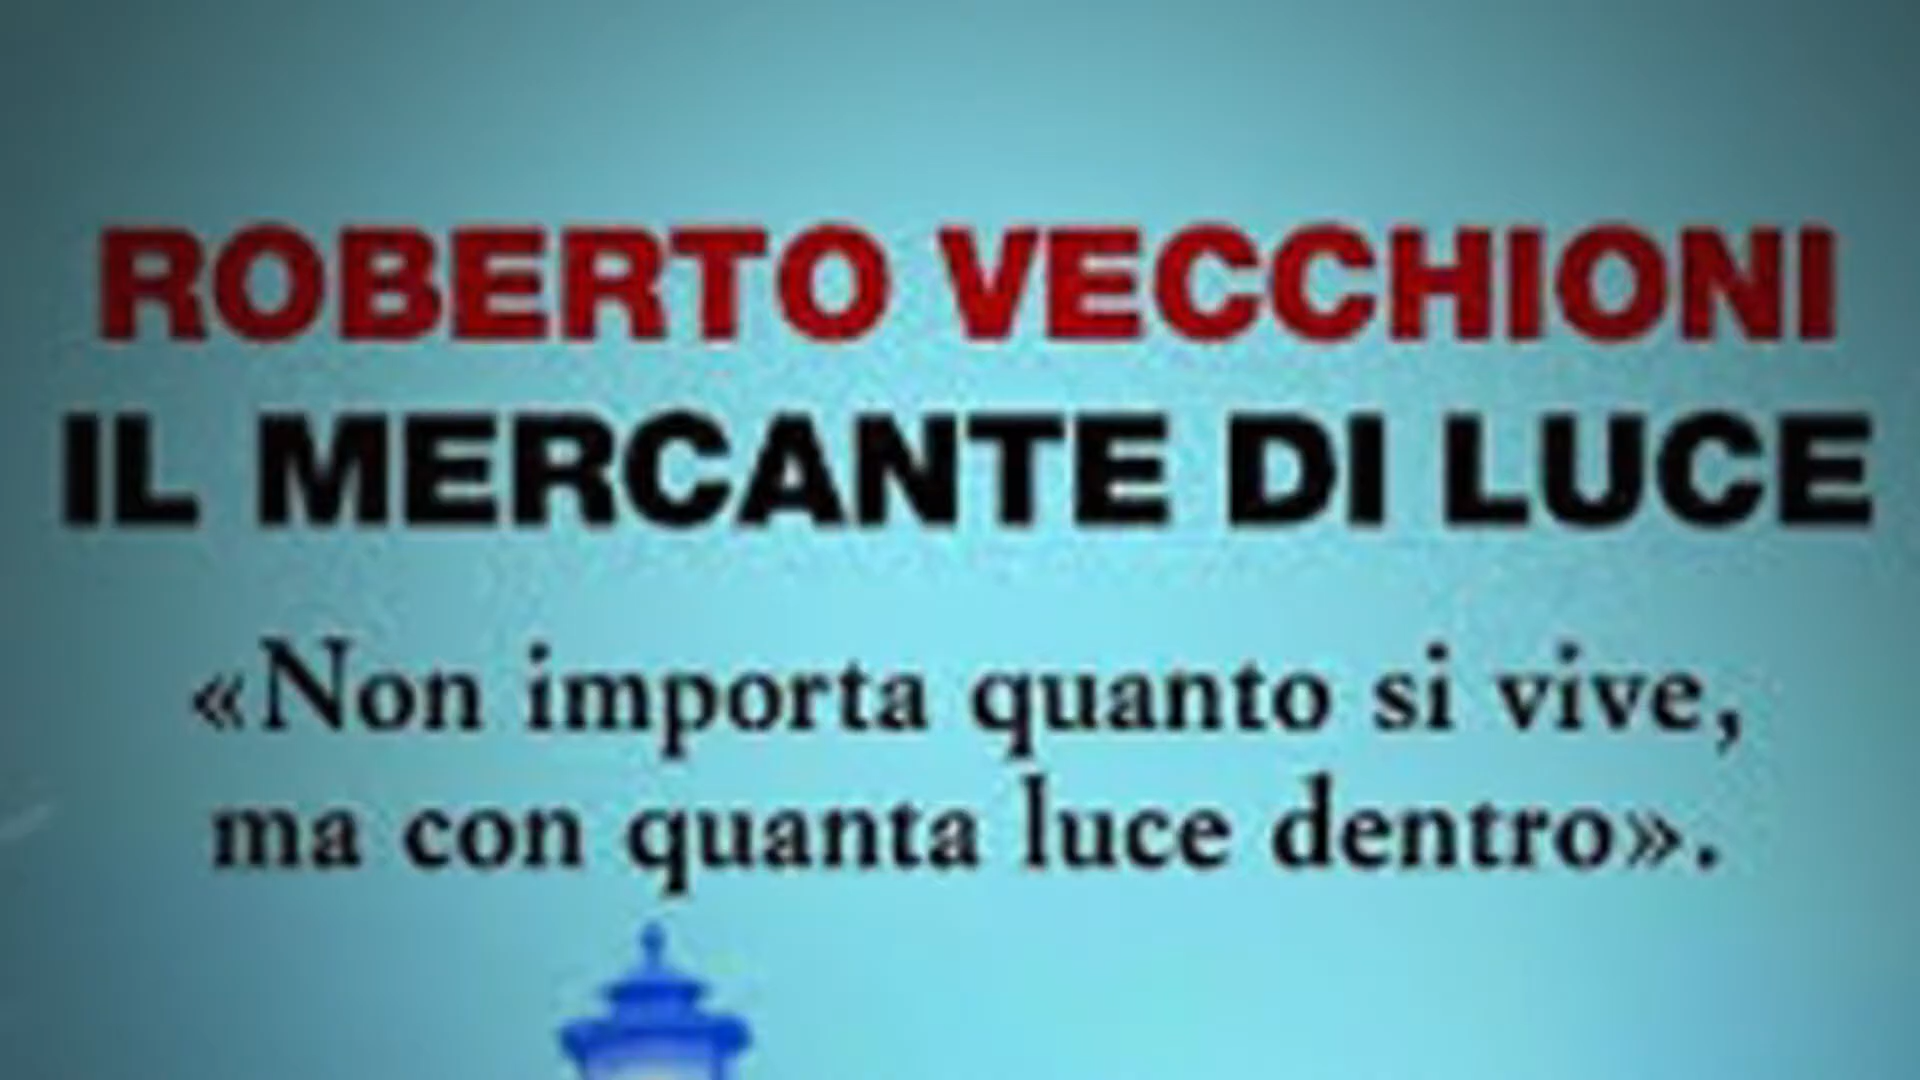 ROBERTO VECCHIONI
IL MERCANTE DI LUCE
«Non importa quanto si vive,
ma con quanta luce dentro».